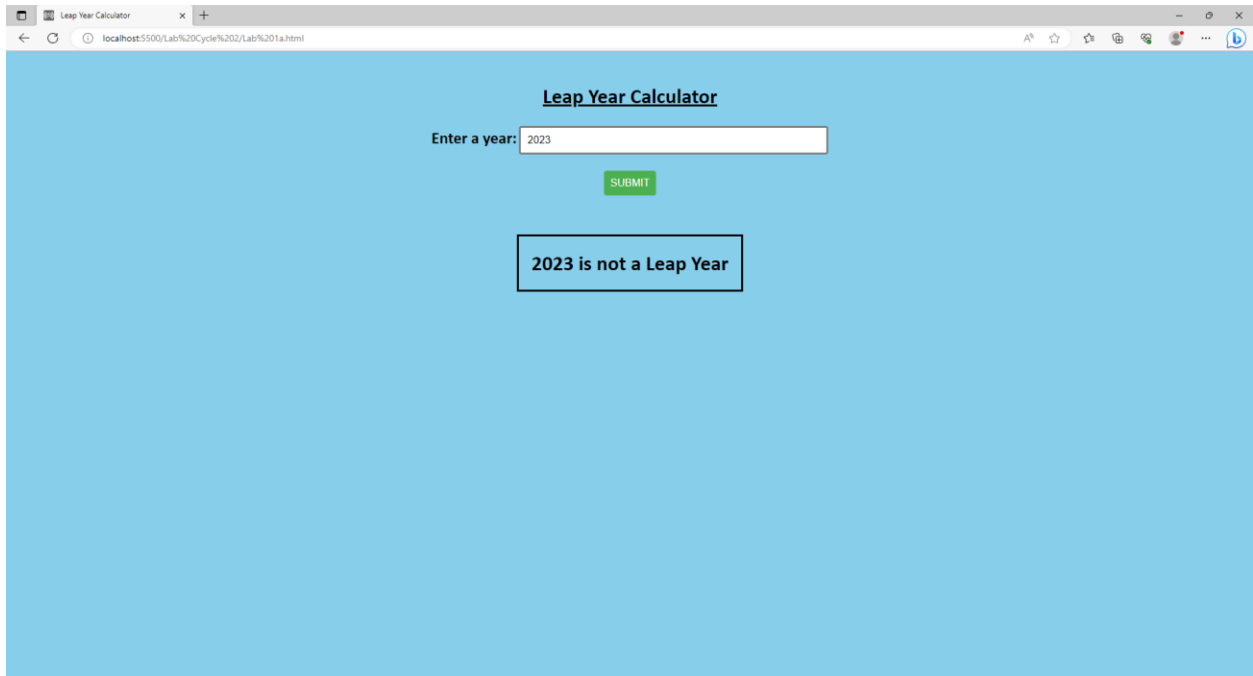 Leap Year Calculator
localhost:5500/Lab%20Cycle%202/Lab%201a.html
Leap Year Calculator
Enter a year: 2023
SUBMIT
2023 is not a Leap Year